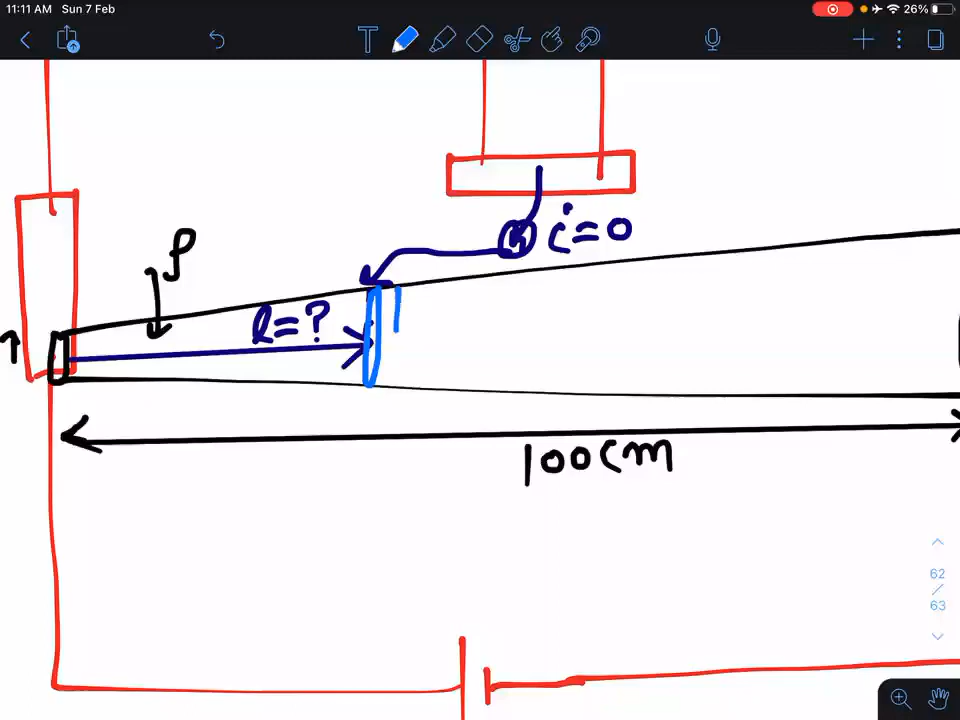 11:11 AM Sun 7 Feb
26%
T
G i=0
ρ
l=?
100cm
62
/
63